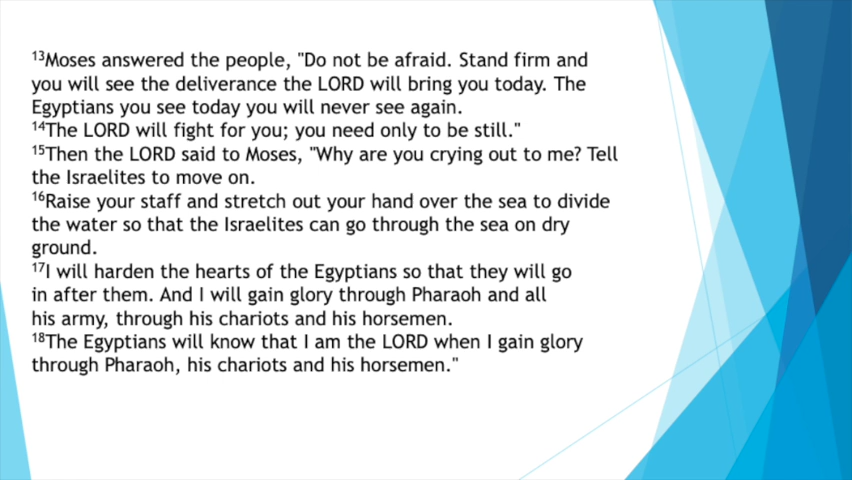 ¹³Moses answered the people, "Do not be afraid. Stand firm and
you will see the deliverance the LORD will bring you today. The
Egyptians you see today you will never see again.
¹⁴The LORD will fight for you; you need only to be still."
¹⁵Then the LORD said to Moses, "Why are you crying out to me? Tell
the Israelites to move on.
¹⁶Raise your staff and stretch out your hand over the sea to divide
the water so that the Israelites can go through the sea on dry
ground.
¹⁷I will harden the hearts of the Egyptians so that they will go
in after them. And I will gain glory through Pharaoh and all
his army, through his chariots and his horsemen.
¹⁸The Egyptians will know that I am the LORD when I gain glory
through Pharaoh, his chariots and his horsemen."